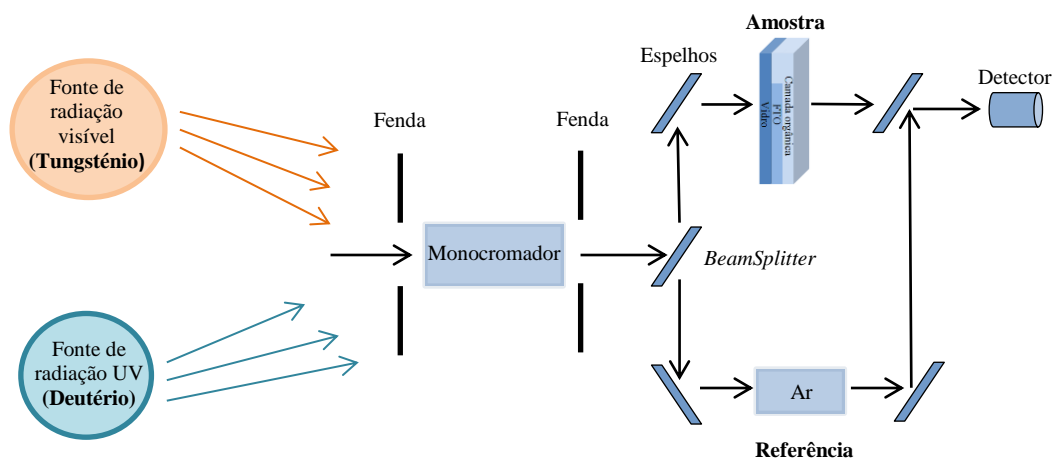 Fonte de
radiação
visível
(Tungsténio)
Fenda
Fenda
Espelhos
Amostra
Vidro
FTO
Camada orgâmica
Detector
Monocromador
BeamSplitter
Fonte de
radiação UV
(Deutério)
Ar
Referência